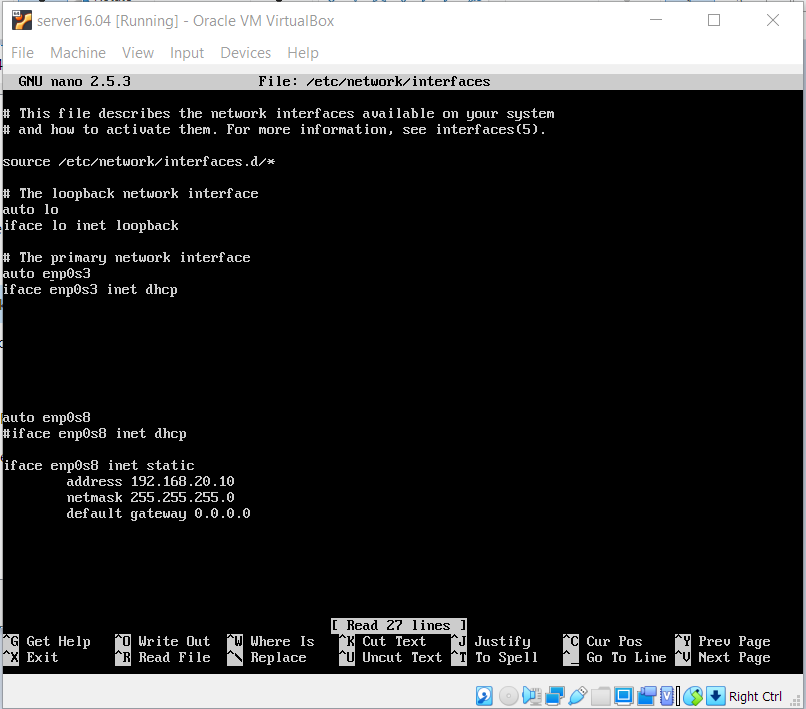 server16.04 [Running] - Oracle VM VirtualBox
File Machine View Input Devices Help
GNU nano 2.5.3 File: /etc/network/interfaces
# This file describes the network interfaces available on your system
# and how to activate them. For more information, see interfaces(5).
source /etc/network/interfaces.d/*
# The loopback network interface
auto lo
iface lo inet loopback
# The primary network interface
auto enp0s3
iface enp0s3 inet dhcp
auto enp0s8
#iface enp0s8 inet dhcp
iface enp0s8 inet static
address 192.168.20.10
netmask 255.255.255.0
default gateway 0.0.0.0
[ Read 27 lines ]
^G Get Help ^O Write Out ^W Where Is ^K Cut Text ^J Justify ^C Cur Pos ^Y Prev Page
^X Exit ^R Read File ^\ Replace ^U Uncut Text ^T To Spell ^_ Go To Line ^V Next Page
Right Ctrl